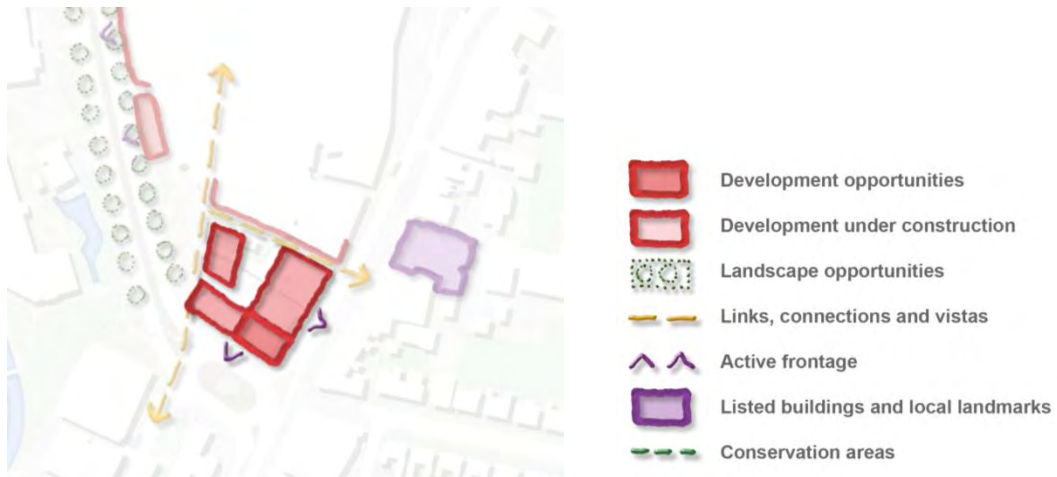 Development opportunities
Development under construction
Landscape opportunities
Links, connections and vistas
Active frontage
Listed buildings and local landmarks
Conservation areas